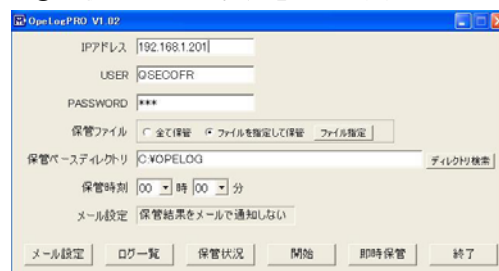 OpeLogPRO V1.02
IPアドレス 192.168.1.201
USER QSECOFR
PASSWORD ***
保管ファイル 全て保管 ファイルを指定して保管 ファイル指定
保管ベースディレクトリ C:¥OPELOG ディレクトリ検索
保管時刻 00 時 00 分
メール設定 保管結果をメールで通知しない
メール設定 ログ一覧 保管状況 開始 即時保管 終了